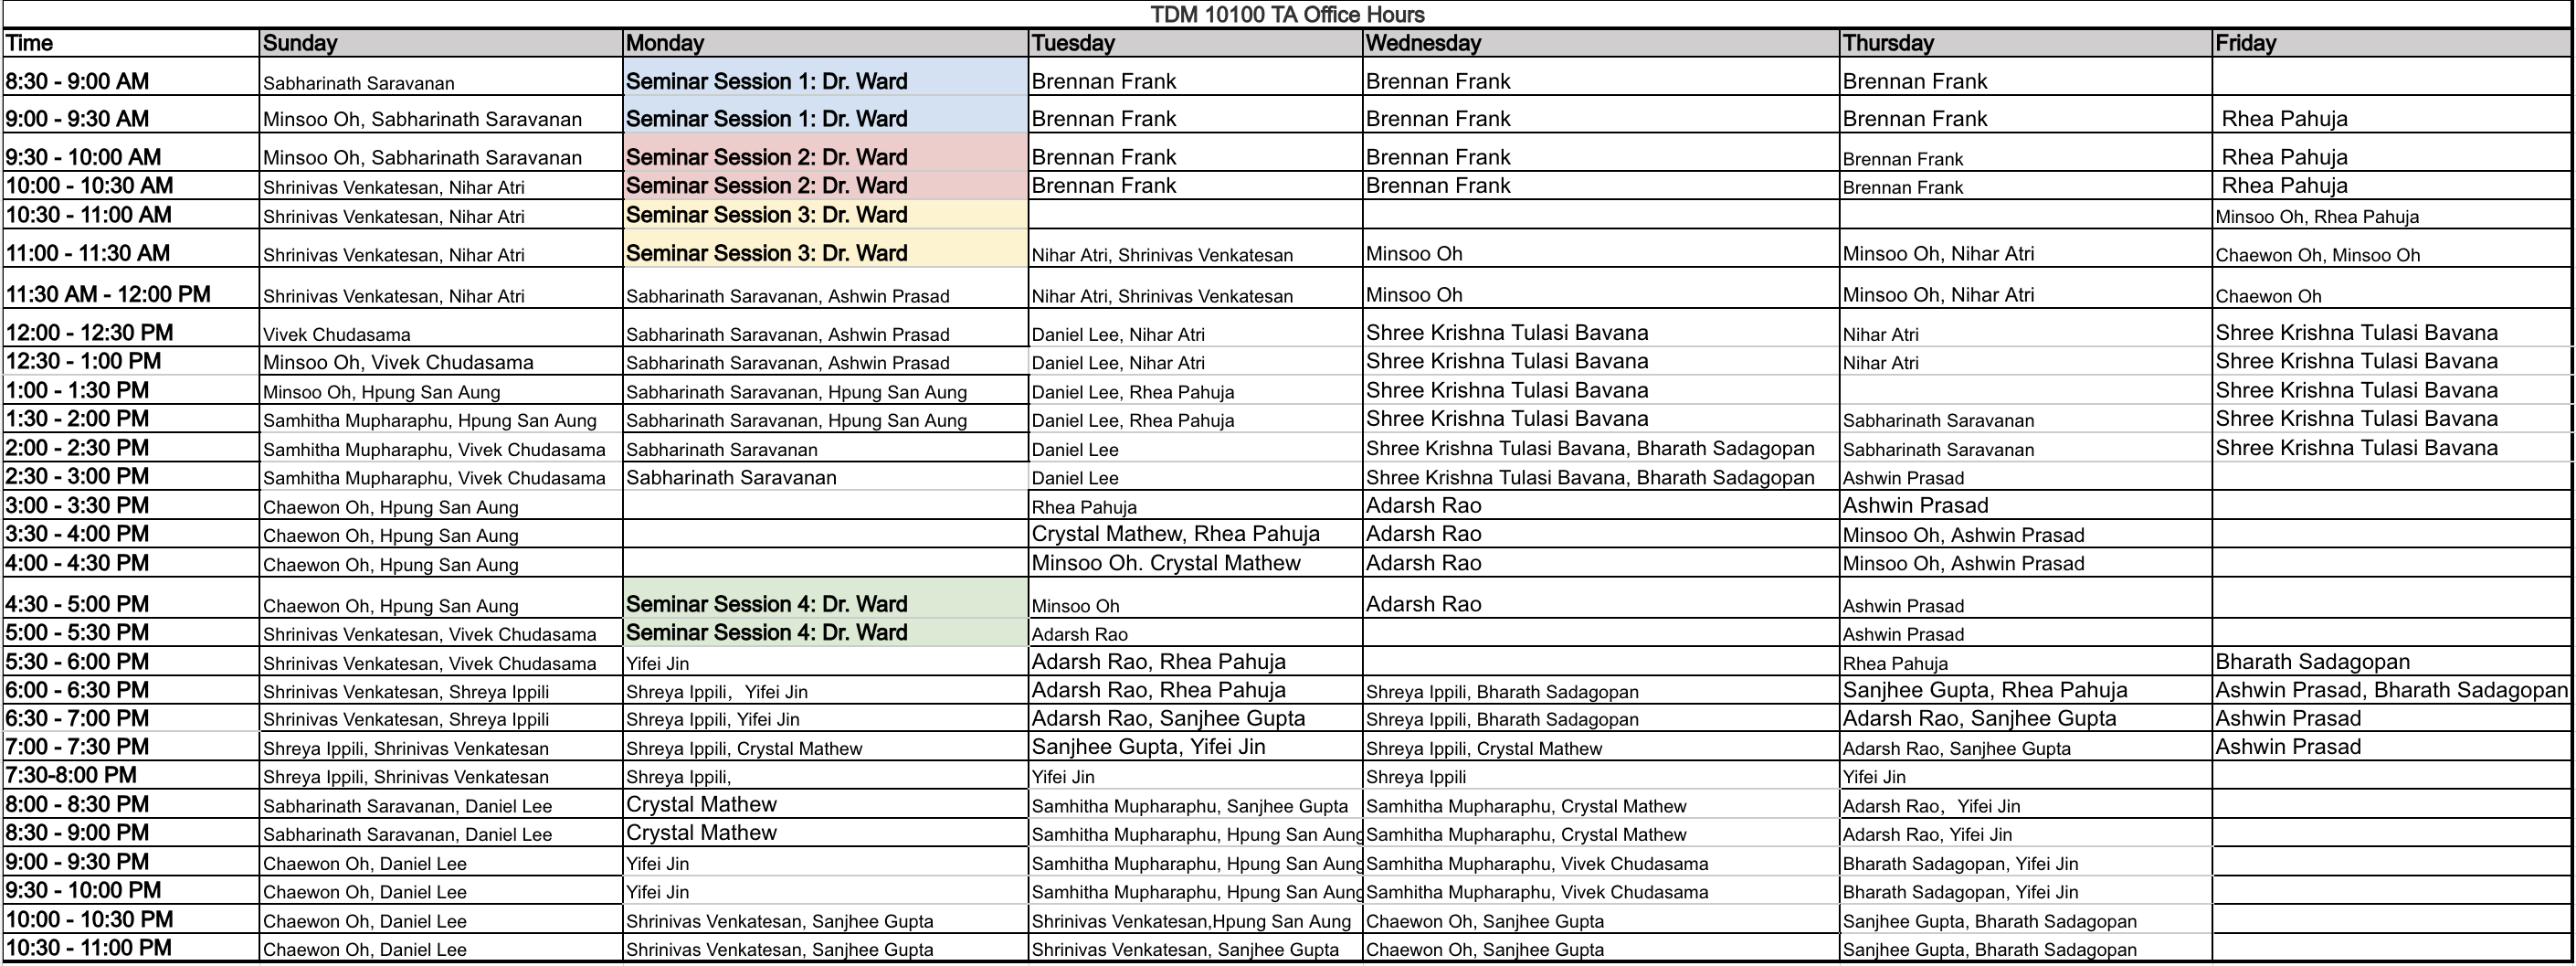 TDM 10100 TA Office Hours
Time Sunday Monday Tuesday Wednesday Thursday Friday
8:30 - 9:00 AM Sabharinath Saravanan Seminar Session 1: Dr. Ward Brennan Frank Brennan Frank Brennan Frank
9:00 - 9:30 AM Minsoo Oh, Sabharinath Saravanan Seminar Session 1: Dr. Ward Brennan Frank Brennan Frank Brennan Frank Rhea Pahuja
9:30 - 10:00 AM Minsoo Oh, Sabharinath Saravanan Seminar Session 2: Dr. Ward Brennan Frank Brennan Frank Brennan Frank Rhea Pahuja
10:00 - 10:30 AM Shrinivas Venkatesan, Nihar Atri Seminar Session 2: Dr. Ward Brennan Frank Brennan Frank Brennan Frank Rhea Pahuja
10:30 - 11:00 AM Shrinivas Venkatesan, Nihar Atri Seminar Session 3: Dr. Ward Minsoo Oh, Rhea Pahuja
11:00 - 11:30 AM Shrinivas Venkatesan, Nihar Atri Seminar Session 3: Dr. Ward Nihar Atri, Shrinivas Venkatesan Minsoo Oh Minsoo Oh, Nihar Atri Chaewon Oh, Minsoo Oh
11:30 AM - 12:00 PM Shrinivas Venkatesan, Nihar Atri Sabharinath Saravanan, Ashwin Prasad Nihar Atri, Shrinivas Venkatesan Minsoo Oh Minsoo Oh, Nihar Atri Chaewon Oh
12:00 - 12:30 PM Vivek Chudasama Sabharinath Saravanan, Ashwin Prasad Daniel Lee, Nihar Atri Shree Krishna Tulasi Bavana Nihar Atri Shree Krishna Tulasi Bavana
12:30 - 1:00 PM Minsoo Oh, Vivek Chudasama Sabharinath Saravanan, Ashwin Prasad Daniel Lee, Nihar Atri Shree Krishna Tulasi Bavana Nihar Atri Shree Krishna Tulasi Bavana
1:00 - 1:30 PM Minsoo Oh, Hpung San Aung Sabharinath Saravanan, Hpung San Aung Daniel Lee, Rhea Pahuja Shree Krishna Tulasi Bavana Shree Krishna Tulasi Bavana
1:30 - 2:00 PM Samhitha Mupharaphu, Hpung San Aung Sabharinath Saravanan, Hpung San Aung Daniel Lee, Rhea Pahuja Shree Krishna Tulasi Bavana Sabharinath Saravanan Shree Krishna Tulasi Bavana
2:00 - 2:30 PM Samhitha Mupharaphu, Vivek Chudasama Sabharinath Saravanan Daniel Lee Shree Krishna Tulasi Bavana, Bharath Sadagopan Sabharinath Saravanan Shree Krishna Tulasi Bavana
2:30 - 3:00 PM Samhitha Mupharaphu, Vivek Chudasama Sabharinath Saravanan Daniel Lee Shree Krishna Tulasi Bavana, Bharath Sadagopan Ashwin Prasad
3:00 - 3:30 PM Chaewon Oh, Hpung San Aung Rhea Pahuja Adarsh Rao Ashwin Prasad
3:30 - 4:00 PM Chaewon Oh, Hpung San Aung Crystal Mathew, Rhea Pahuja Adarsh Rao Minsoo Oh, Ashwin Prasad
4:00 - 4:30 PM Chaewon Oh, Hpung San Aung Minsoo Oh. Crystal Mathew Adarsh Rao Minsoo Oh, Ashwin Prasad
4:30 - 5:00 PM Chaewon Oh, Hpung San Aung Seminar Session 4: Dr. Ward Minsoo Oh Adarsh Rao Ashwin Prasad
5:00 - 5:30 PM Shrinivas Venkatesan, Vivek Chudasama Seminar Session 4: Dr. Ward Adarsh Rao Ashwin Prasad
5:30 - 6:00 PM Shrinivas Venkatesan, Vivek Chudasama Yifei Jin Adarsh Rao, Rhea Pahuja Rhea Pahuja Bharath Sadagopan
6:00 - 6:30 PM Shrinivas Venkatesan, Shreya Ippili Shreya Ippili, Yifei Jin Adarsh Rao, Rhea Pahuja Shreya Ippili, Bharath Sadagopan Sanjhee Gupta, Rhea Pahuja Ashwin Prasad, Bharath Sadagopan
6:30 - 7:00 PM Shrinivas Venkatesan, Shreya Ippili Shreya Ippili, Yifei Jin Adarsh Rao, Sanjhee Gupta Shreya Ippili, Bharath Sadagopan Adarsh Rao, Sanjhee Gupta Ashwin Prasad
7:00 - 7:30 PM Shreya Ippili, Shrinivas Venkatesan Shreya Ippili, Crystal Mathew Sanjhee Gupta, Yifei Jin Shreya Ippili, Crystal Mathew Adarsh Rao, Sanjhee Gupta Ashwin Prasad
7:30-8:00 PM Shreya Ippili, Shrinivas Venkatesan Shreya Ippili, Yifei Jin Shreya Ippili Yifei Jin
8:00 - 8:30 PM Sabharinath Saravanan, Daniel Lee Crystal Mathew Samhitha Mupharaphu, Sanjhee Gupta Samhitha Mupharaphu, Crystal Mathew Adarsh Rao, Yifei Jin
8:30 - 9:00 PM Sabharinath Saravanan, Daniel Lee Crystal Mathew Samhitha Mupharaphu, Hpung San Aung Samhitha Mupharaphu, Crystal Mathew Adarsh Rao, Yifei Jin
9:00 - 9:30 PM Chaewon Oh, Daniel Lee Yifei Jin Samhitha Mupharaphu, Hpung San Aung Samhitha Mupharaphu, Vivek Chudasama Bharath Sadagopan, Yifei Jin
9:30 - 10:00 PM Chaewon Oh, Daniel Lee Yifei Jin Samhitha Mupharaphu, Hpung San Aung Samhitha Mupharaphu, Vivek Chudasama Bharath Sadagopan, Yifei Jin
10:00 - 10:30 PM Chaewon Oh, Daniel Lee Shrinivas Venkatesan, Sanjhee Gupta Shrinivas Venkatesan,Hpung San Aung Chaewon Oh, Sanjhee Gupta Sanjhee Gupta, Bharath Sadagopan
10:30 - 11:00 PM Chaewon Oh, Daniel Lee Shrinivas Venkatesan, Sanjhee Gupta Shrinivas Venkatesan, Sanjhee Gupta Chaewon Oh, Sanjhee Gupta Sanjhee Gupta, Bharath Sadagopan